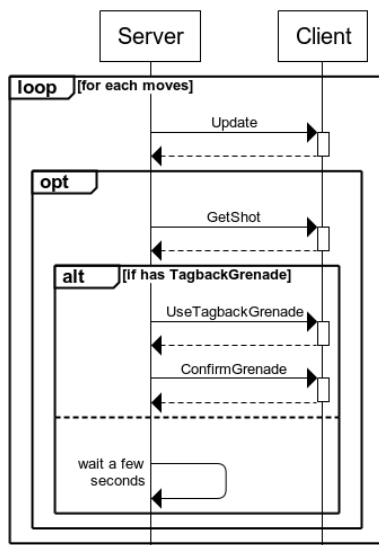 Server
Client
loop
[for each moves]
Update
opt
GetShot
alt
[If has TagbackGrenade]
UseTagbackGrenade
ConfirmGrenade
wait a few
seconds